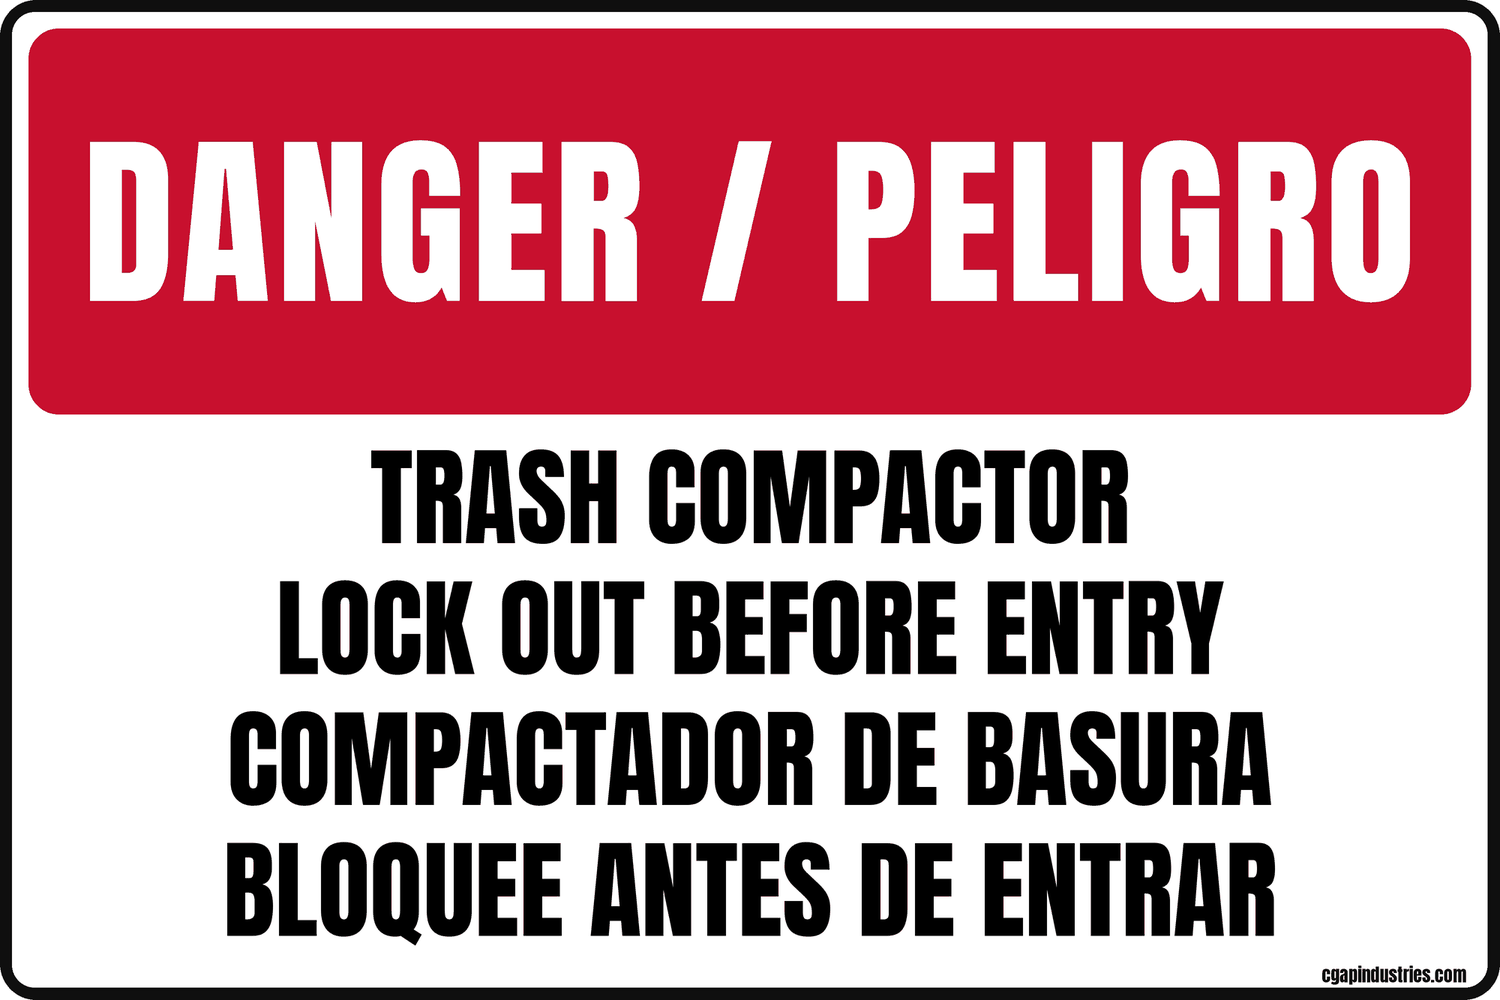 DANGER / PELIGRO
TRASH COMPACTOR
LOCK OUT BEFORE ENTRY
COMPACTADOR DE BASURA
BLOQUEE ANTES DE ENTRAR
cgapindustries.com